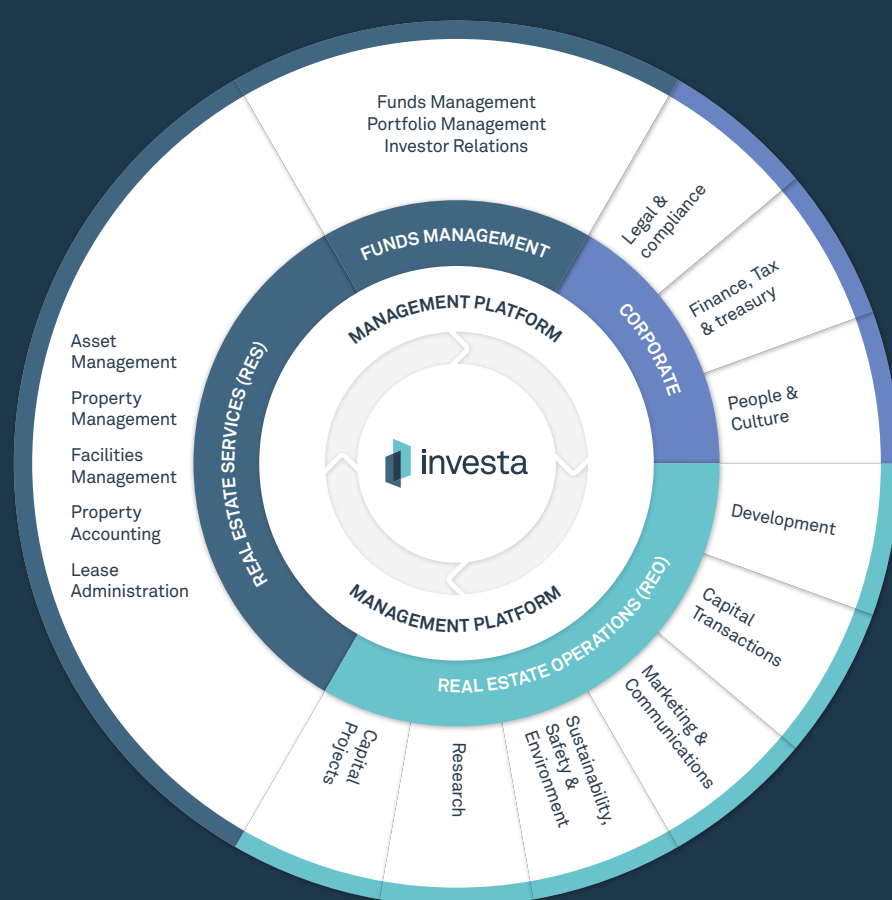 Funds Management
Portfolio Management
Investor Relations
FUNDS MANAGEMENT
Legal &
compliance
Finance, Tax
& treasury
People &
Culture
CORPORATE
Development
Capital
Transactions
Marketing &
Communications
Sustainability,
Safety &
Environment
Research
Capital
Projects
REAL ESTATE OPERATIONS (REO)
Asset
Management
Property
Management
Facilities
Management
Property
Accounting
Lease
Administration
REAL ESTATE SERVICES (RES)
MANAGEMENT PLATFORM
investa
MANAGEMENT PLATFORM